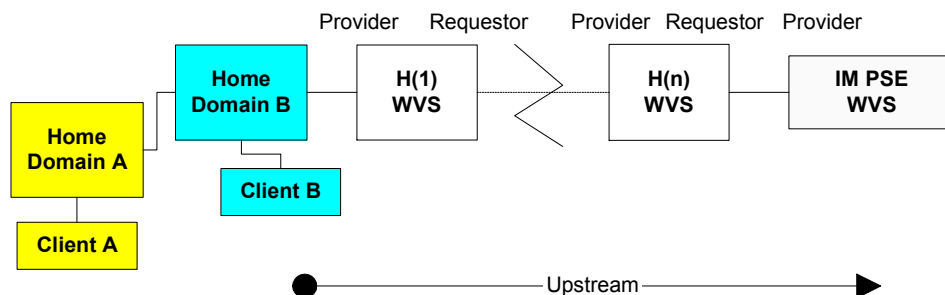 Provider Requestor Provider Requestor Provider
Home
Domain B
H(1)
WVS
H(n)
WVS
IM PSE
WVS
Home
Domain A
Client B
Client A
Upstream